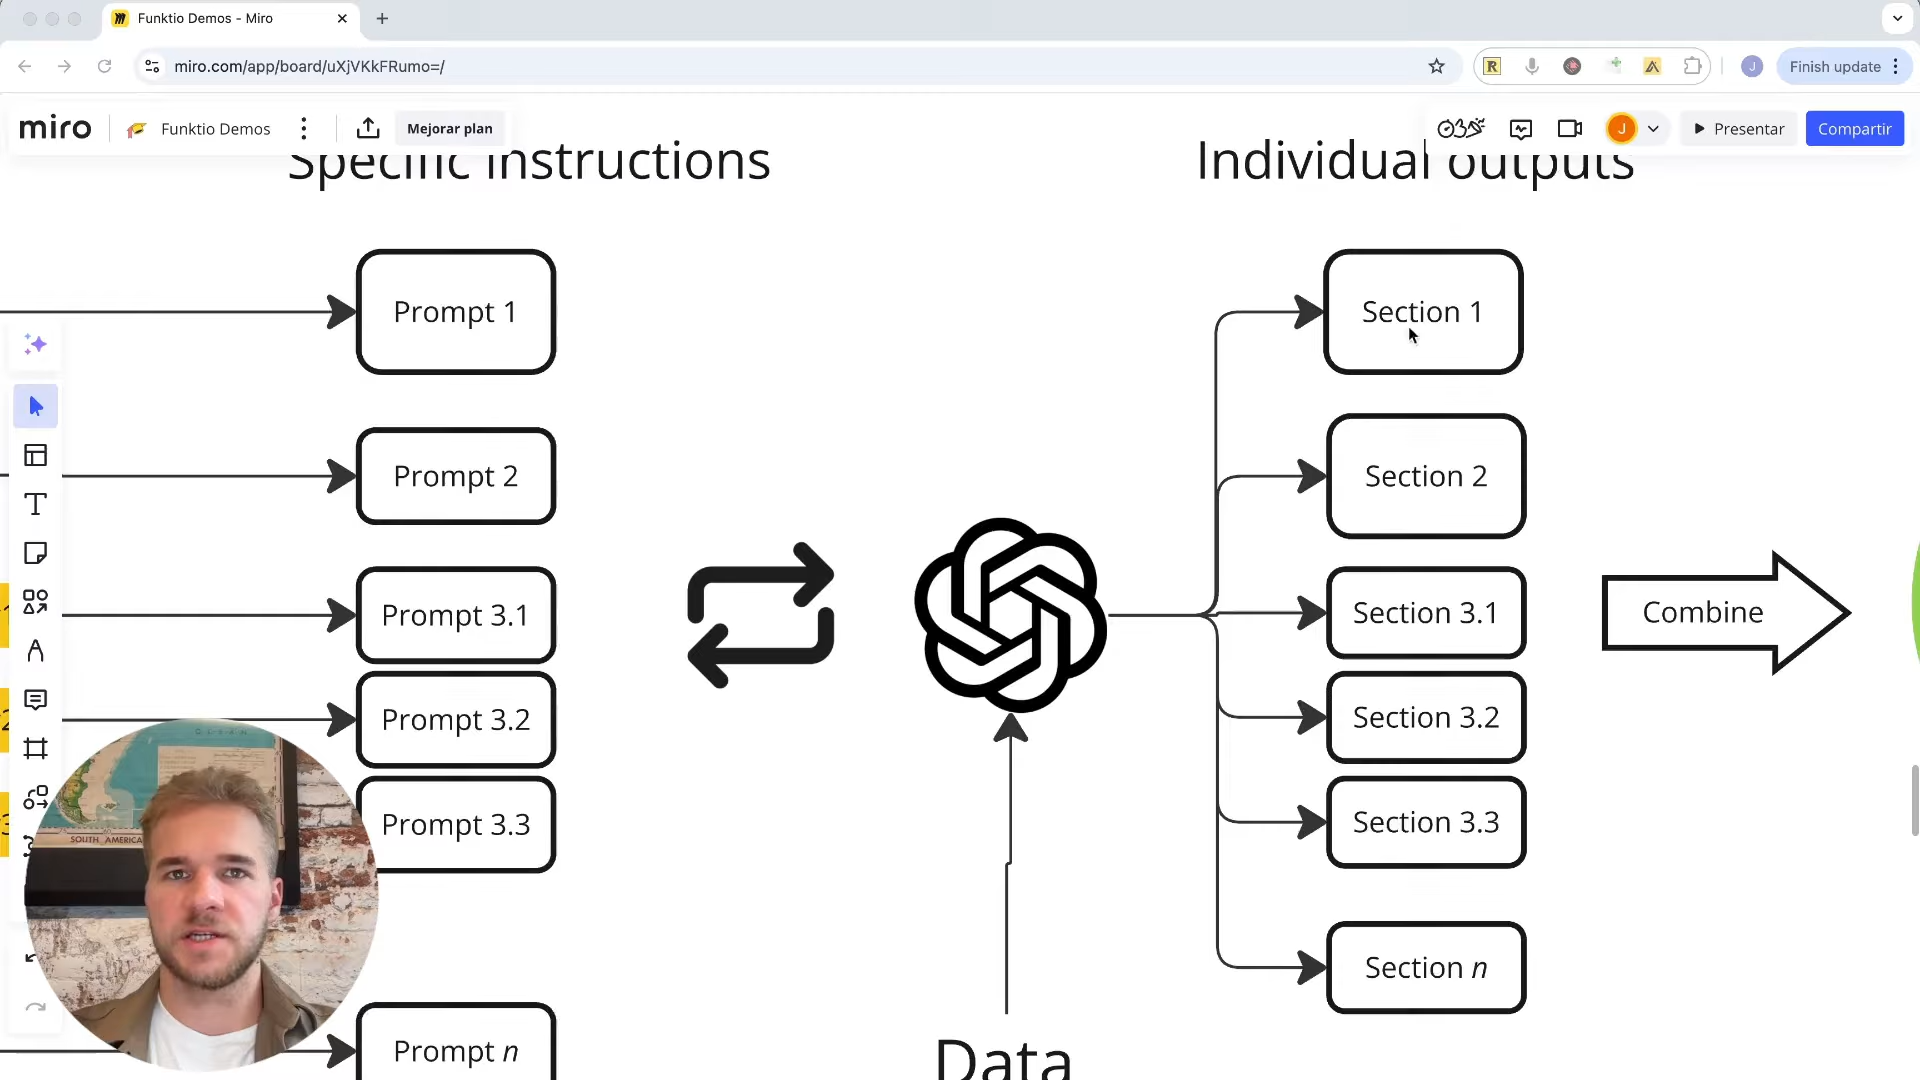 Funktio Demos - Miro
miro.com/app/board/uXjVKkFRumo=/
J
Finish update
miro
Funktio Demos
Mejorar plan
J
Presentar
Compartir
Specific instructions
Individual outputs
Prompt 1
Section 1
Prompt 2
Section 2
Prompt 3.1
Section 3.1
Combine
Prompt 3.2
Section 3.2
Prompt 3.3
Section 3.3
SOUTH AMERICA
Section n
Prompt n
Data